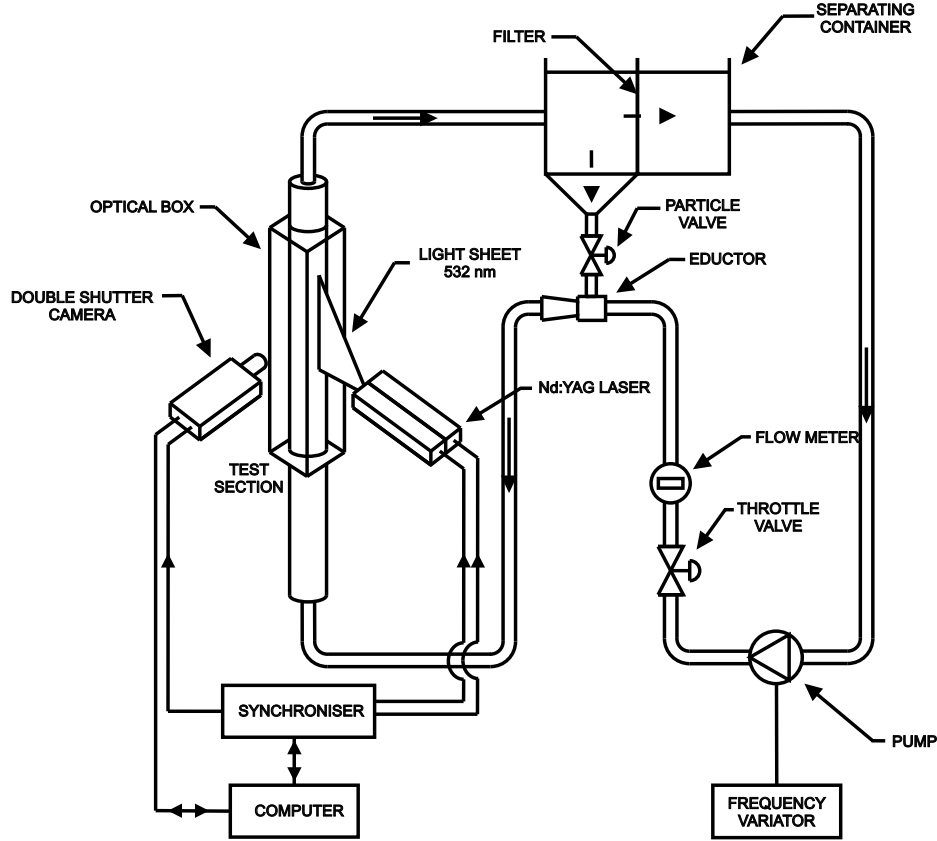 SEPARATING
CONTAINER
FILTER
OPTICAL BOX
PARTICLE
VALVE
LIGHT SHEET
532 nm
EDUCTOR
DOUBLE SHUTTER
CAMERA
Nd:YAG LASER
FLOW METER
TEST
SECTION
THROTTLE
VALVE
SYNCHRONISER
PUMP
COMPUTER
FREQUENCY
VARIATOR